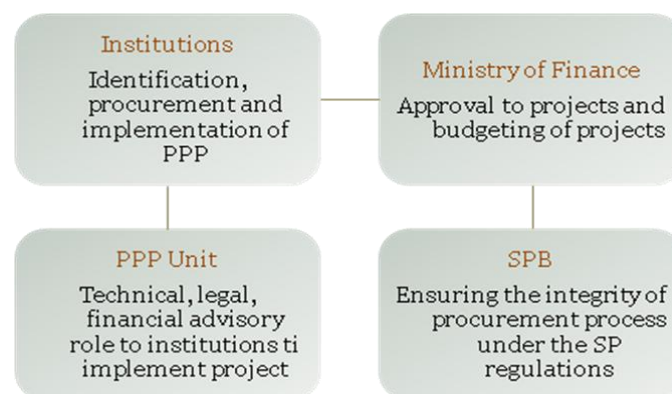 Institutions
Identification,
procurement and
implementation of
PPP
Ministry of Finance
Approval to projects and
budgeting of projects
PPP Unit
Technical, legal,
financial advisory
role to institutions ti
implement project
SPB
Ensuring the integrity of
procurement process
under the SP
regulations